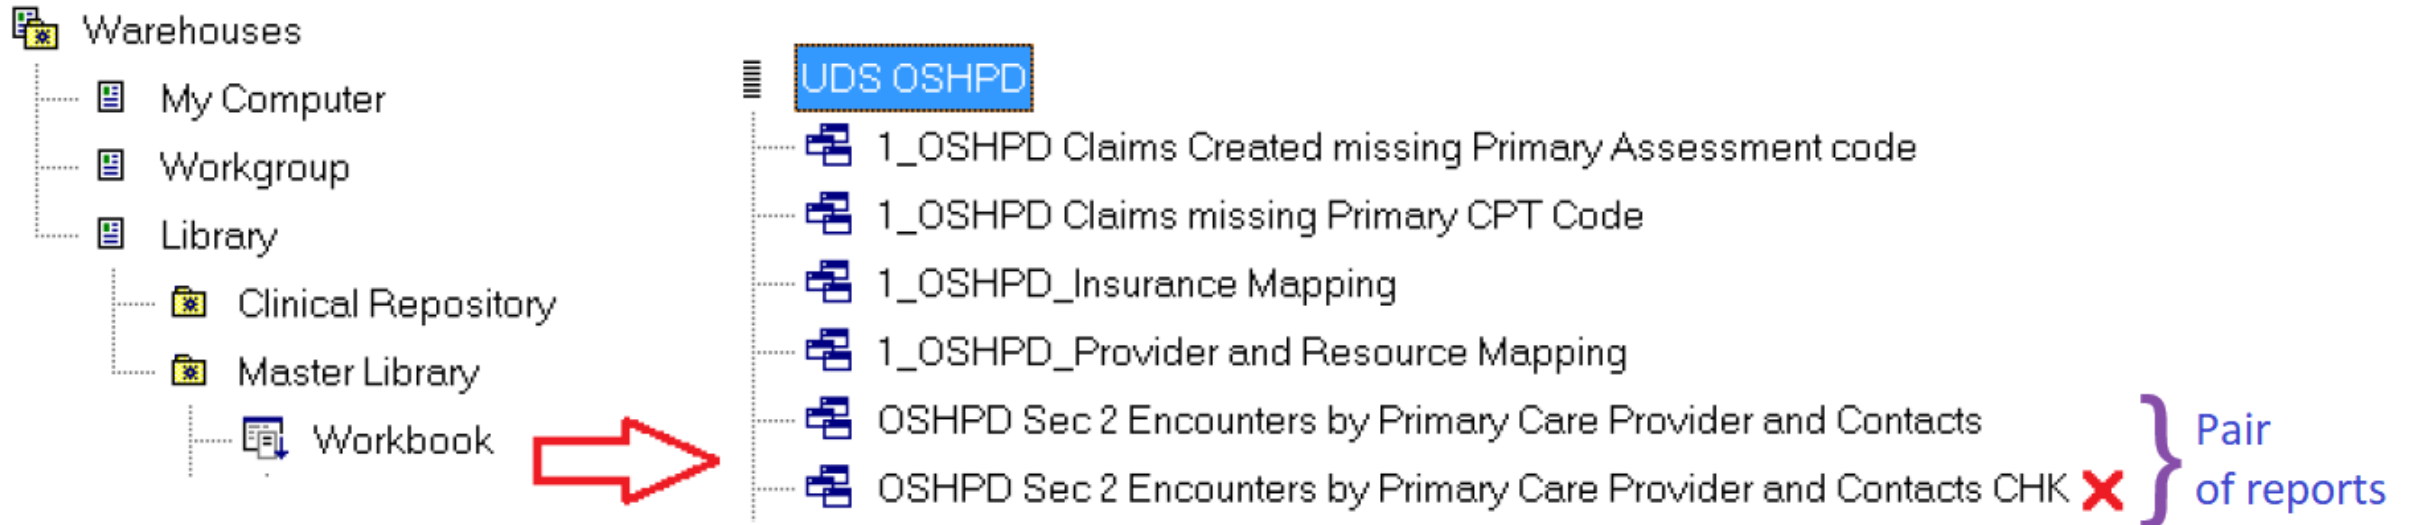 Warehouses
My Computer
Workgroup
Library
Clinical Repository
Master Library
Workbook
UDS OSHPD
1_OSHPD Claims Created missing Primary Assessment code
1_OSHPD Claims missing Primary CPT Code
1_OSHPD_Insurance Mapping
1_OSHPD_Provider and Resource Mapping
OSHPD Sec 2 Encounters by Primary Care Provider and Contacts
OSHPD Sec 2 Encounters by Primary Care Provider and Contacts CHK
Pair
of reports